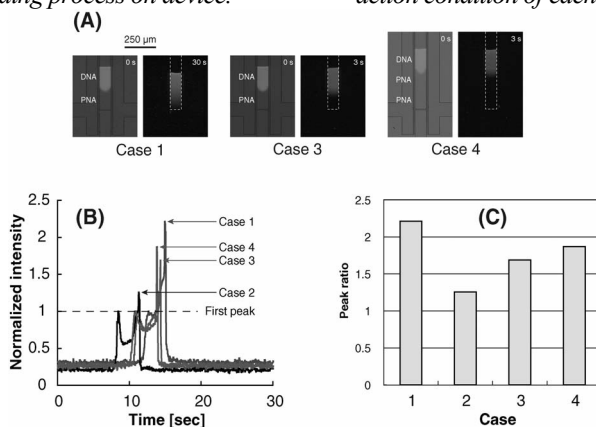 ding process on device.
action condition of each
(A)
250 µm
0 s
DNA
PNA
30 s
0 s
DNA
PNA
3 s
0 s
DNA
PNA
PNA
3 s
Case 1
Case 3
Case 4
(B)
Normalized intensity
2.5
2
1.5
1
0.5
0
Case 1
Case 4
Case 3
Case 2
First peak
0
10
20
30
Time [sec]
(C)
Peak ratio
2.5
2
1.5
1
0.5
0
1
2
3
4
Case